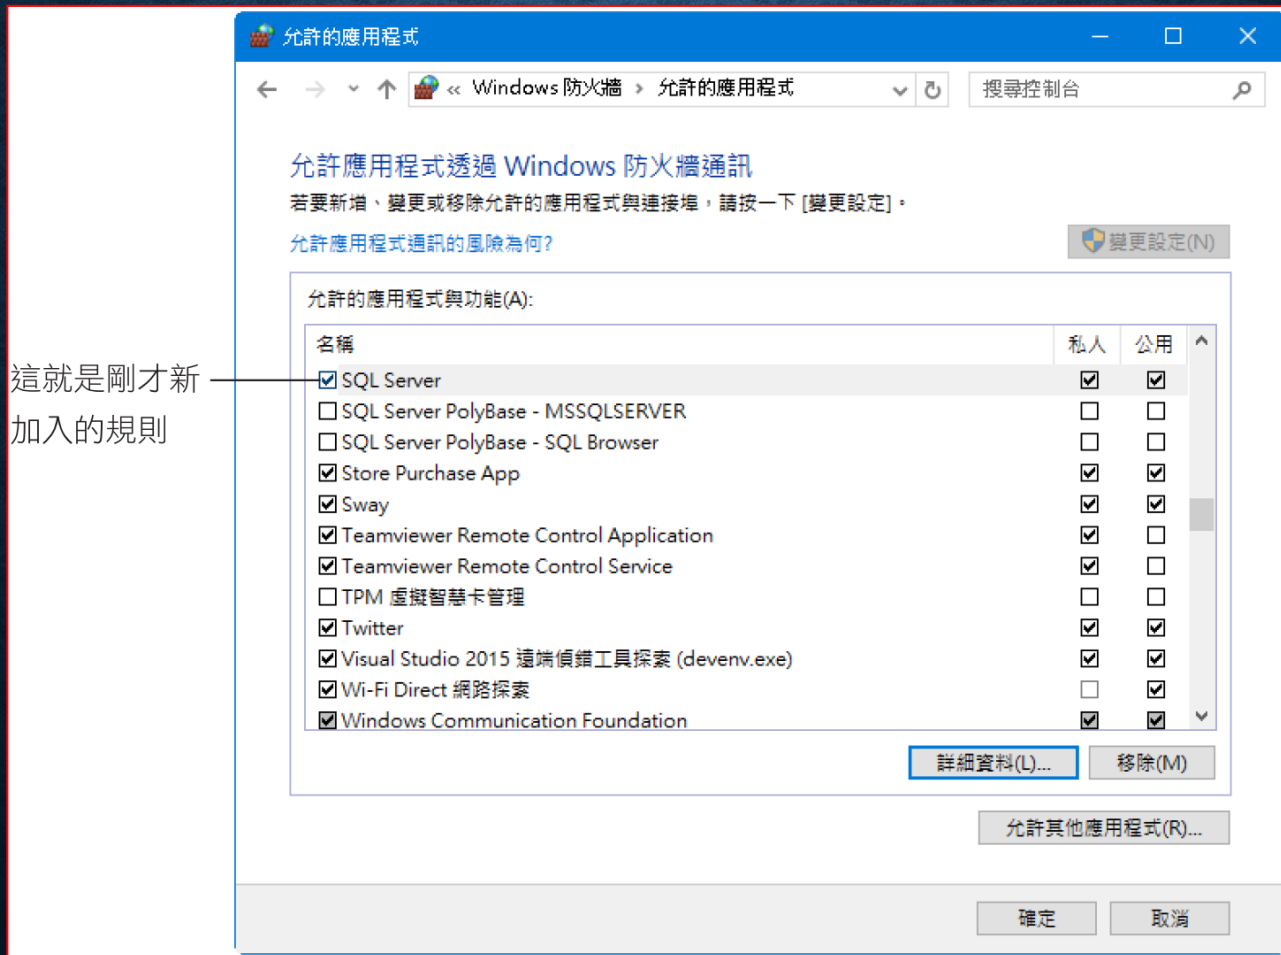 允許的應用程式
« Windows 防火牆 › 允許的應用程式
搜尋控制台
允許應用程式透過 Windows 防火牆通訊
若要新增、變更或移除允許的應用程式與連接埠，請按一下 [變更設定]。
允許應用程式通訊的風險為何?
變更設定(N)
允許的應用程式與功能(A):
名稱 私人 公用
這就是剛才新
加入的規則
SQL Server
SQL Server PolyBase - MSSQLSERVER
SQL Server PolyBase - SQL Browser
Store Purchase App
Sway
Teamviewer Remote Control Application
Teamviewer Remote Control Service
TPM 虛擬智慧卡管理
Twitter
Visual Studio 2015 遠端偵錯工具探索 (devenv.exe)
Wi-Fi Direct 網路探索
Windows Communication Foundation
詳細資料(L)... 移除(M)
允許其他應用程式(R)...
確定 取消